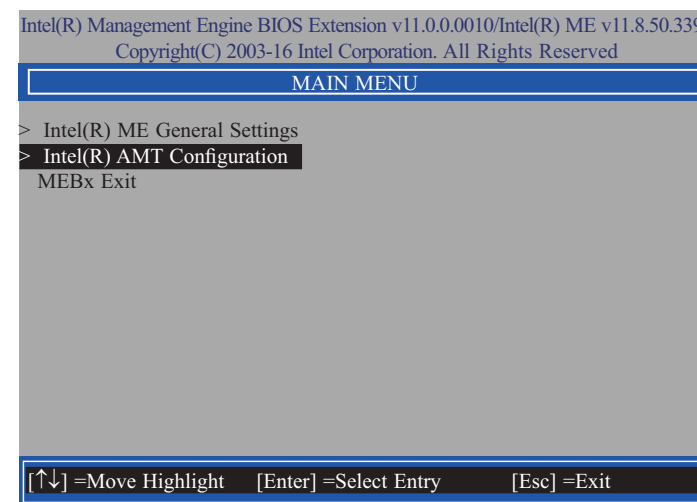 Intel(R) Management Engine BIOS Extension v11.0.0.0010/Intel(R) ME v11.8.50.339
Copyright(C) 2003-16 Intel Corporation. All Rights Reserved
MAIN MENU
> Intel(R) ME General Settings
> Intel(R) AMT Configuration
MEBx Exit
[↑↓] =Move Highlight [Enter] =Select Entry [Esc] =Exit